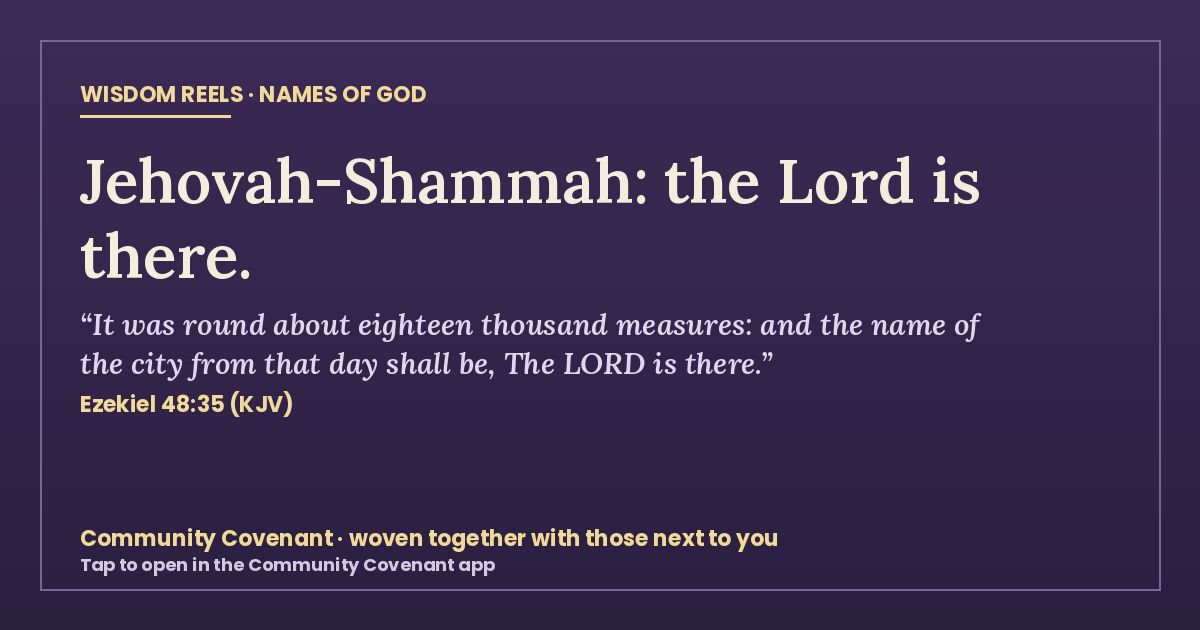 WISDOM REELS · NAMES OF GOD
Jehovah-Shammah: the Lord is
there.
“It was round about eighteen thousand measures: and the name of
the city from that day shall be, The LORD is there.”
Ezekiel 48:35 (KJV)
Community Covenant · woven together with those next to you
Tap to open in the Community Covenant app